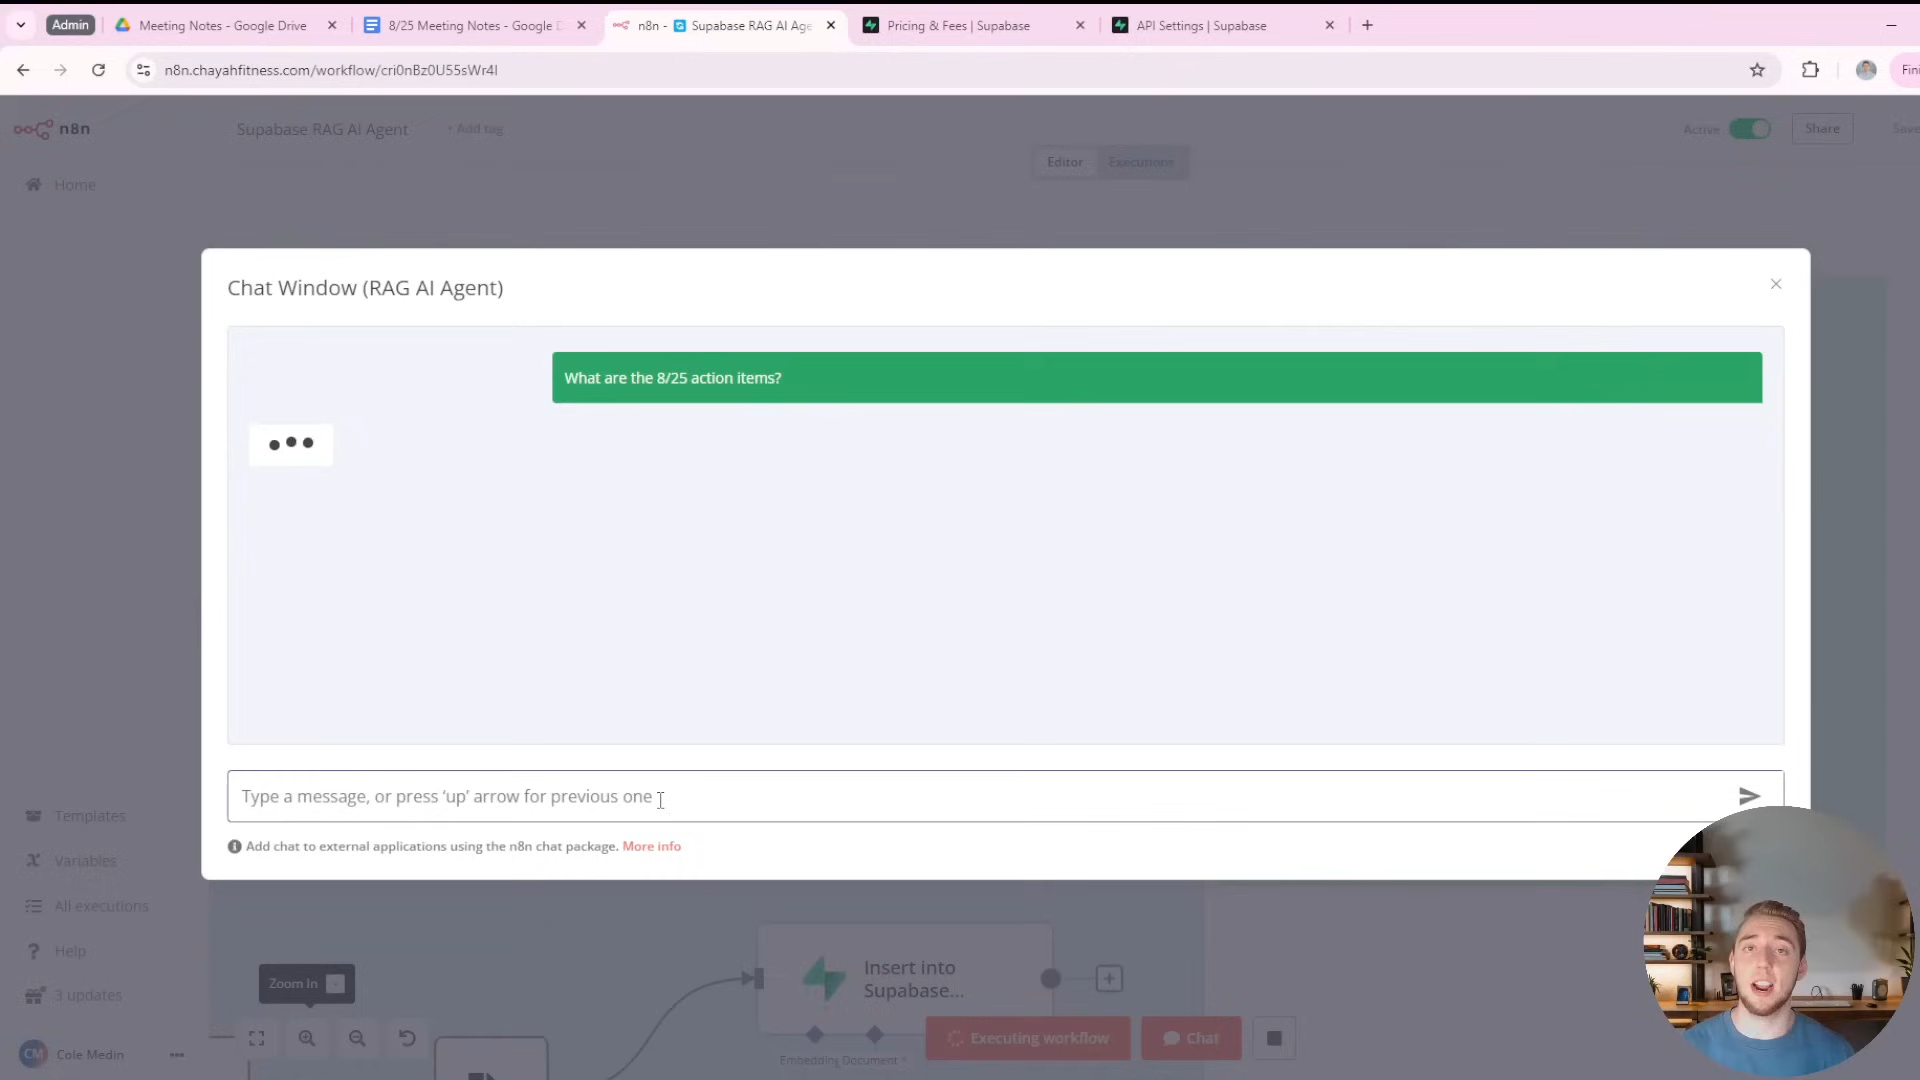 Admin
Meeting Notes - Google Drive
8/25 Meeting Notes - Google D
n8n - Supabase RAG AI Age
Pricing & Fees | Supabase
API Settings | Supabase
n8n.chayahfitness.com/workflow/cri0nBz0U55sWr4I
Fini
n8n
Supabase RAG AI Agent
+ Add tag
Active
Share
Save
Editor
Executions
Home
Chat Window (RAG AI Agent)
What are the 8/25 action items?
Type a message, or press ‘up’ arrow for previous one
Add chat to external applications using the n8n chat package. More info
Templates
Variables
All executions
Help
3 updates
Zoom In
Insert into
Supabase...
Embedding
Document *
Executing workflow
Chat
CM
Cole Medin